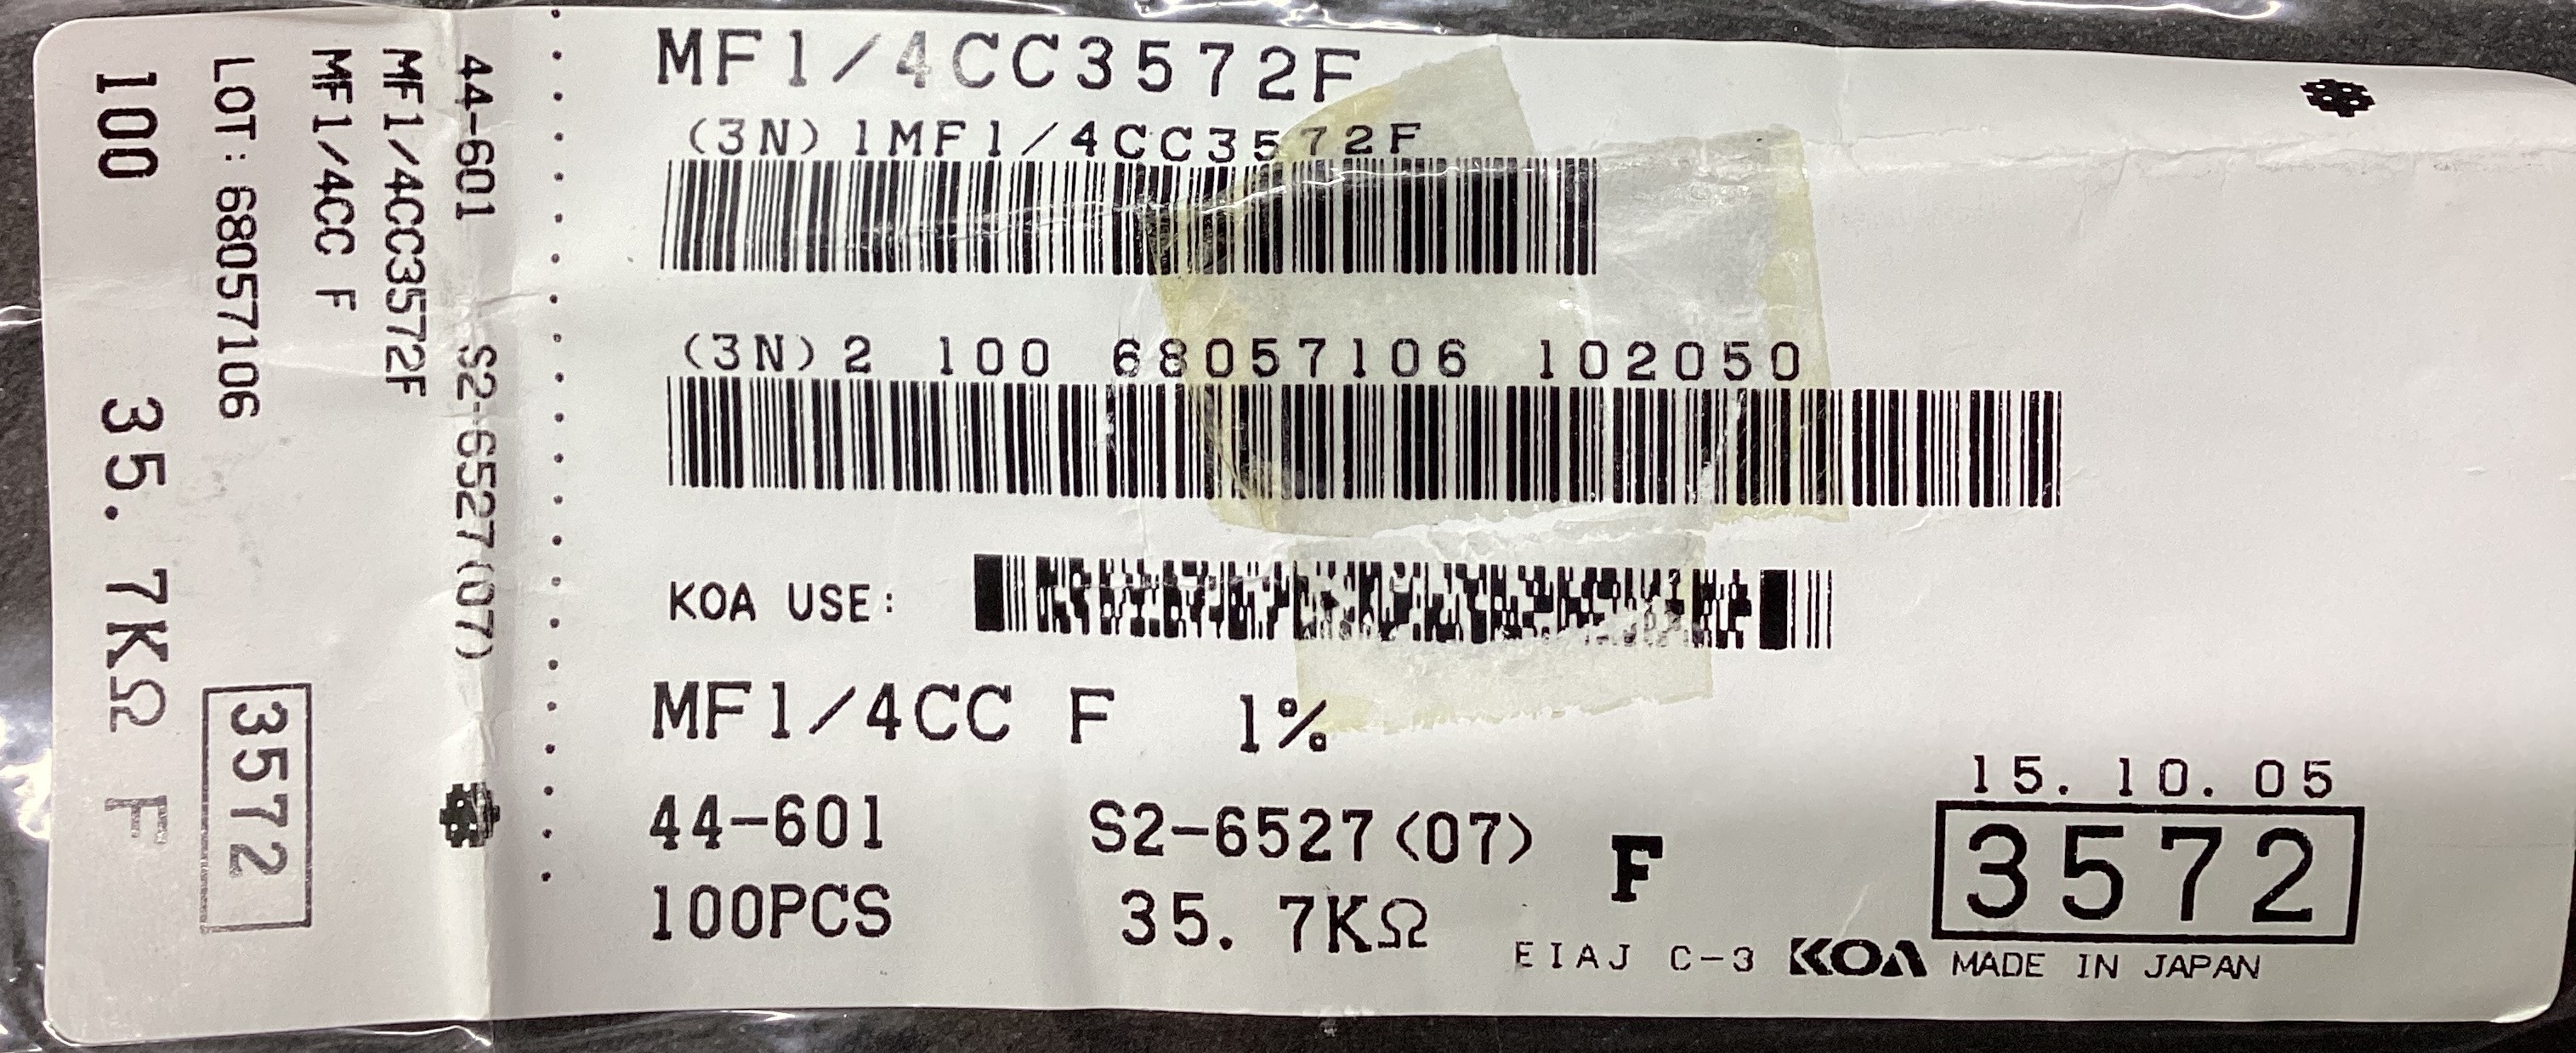 MF1/4CC3572F
(3N)1MF1/4CC3572F
(3N)2 100 68057106 102050
KOA USE:
MF1/4CC F 1%
15.10.05
44-601 S2-6527(07) F 3572
100PCS 35.7KΩ
EIAJ C-3 KOA MADE IN JAPAN
44-601 S2-6527(07)
MF1/4CC3572F
MF1/4CC F
LOT:68057106 3572
100 35.7KΩ F